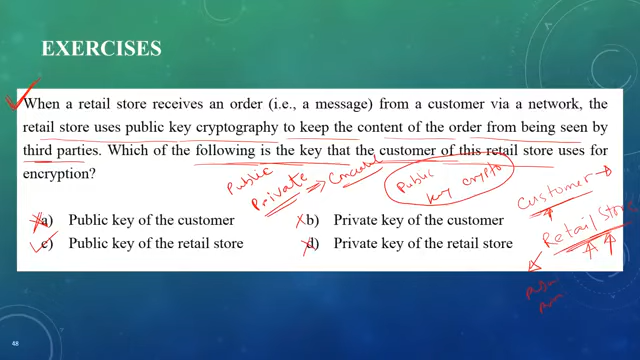 EXERCISES
When a retail store receives an order (i.e., a message) from a customer via a network, the
retail store uses public key cryptography to keep the content of the order from being seen by
third parties. Which of the following is the key that the customer of this retail store uses for
encryption?
Public
Private
Public
key crypto
Customer
a) Public key of the customer
b) Private key of the customer
Retail Store
c) Public key of the retail store
d) Private key of the retail store
48